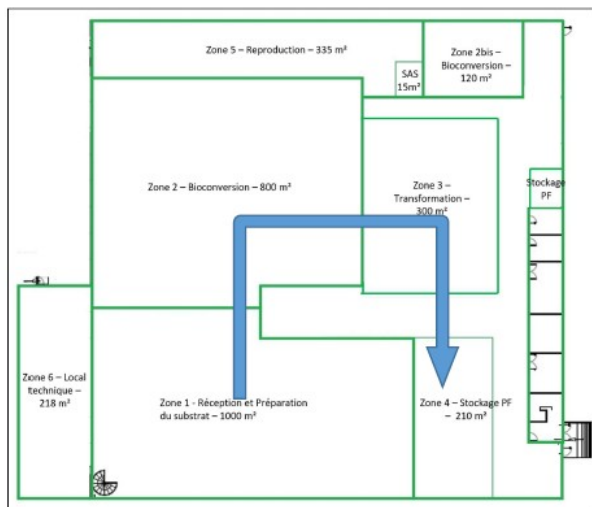 Zone 5 – Reproduction – 335 m²
Zone 2bis –
Bioconversion –
120 m²
SAS
15m²
Zone 2 – Bioconversion – 800 m²
Zone 3 –
Transformation –
300 m²
Stockage
PF
Zione 6 – Local
technique –
218 m²
Zone 1 - Réception et Préparation
du substrat – 1000 m²
Zone 4 – Stockage PF
– 210 m²